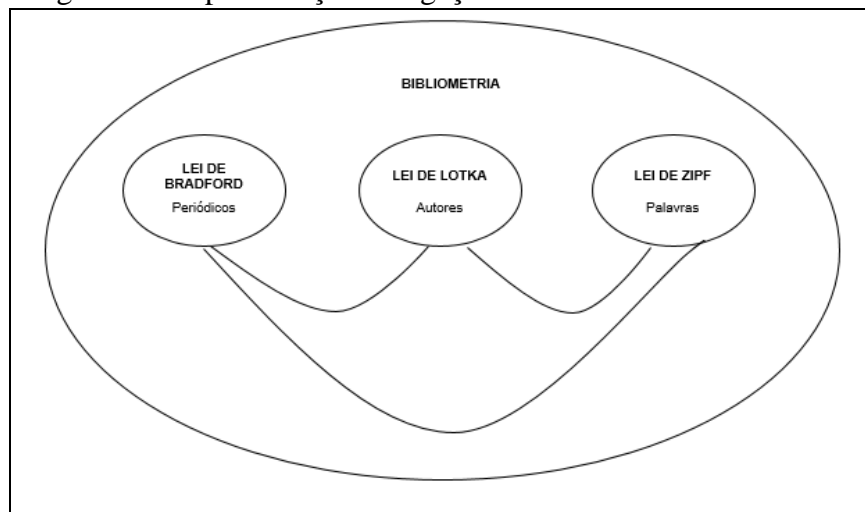 BIBLIOMETRIA
LEI DE
BRADFORD
Periódicos
LEI DE LOTKA
Autores
LEI DE ZIPF
Palavras